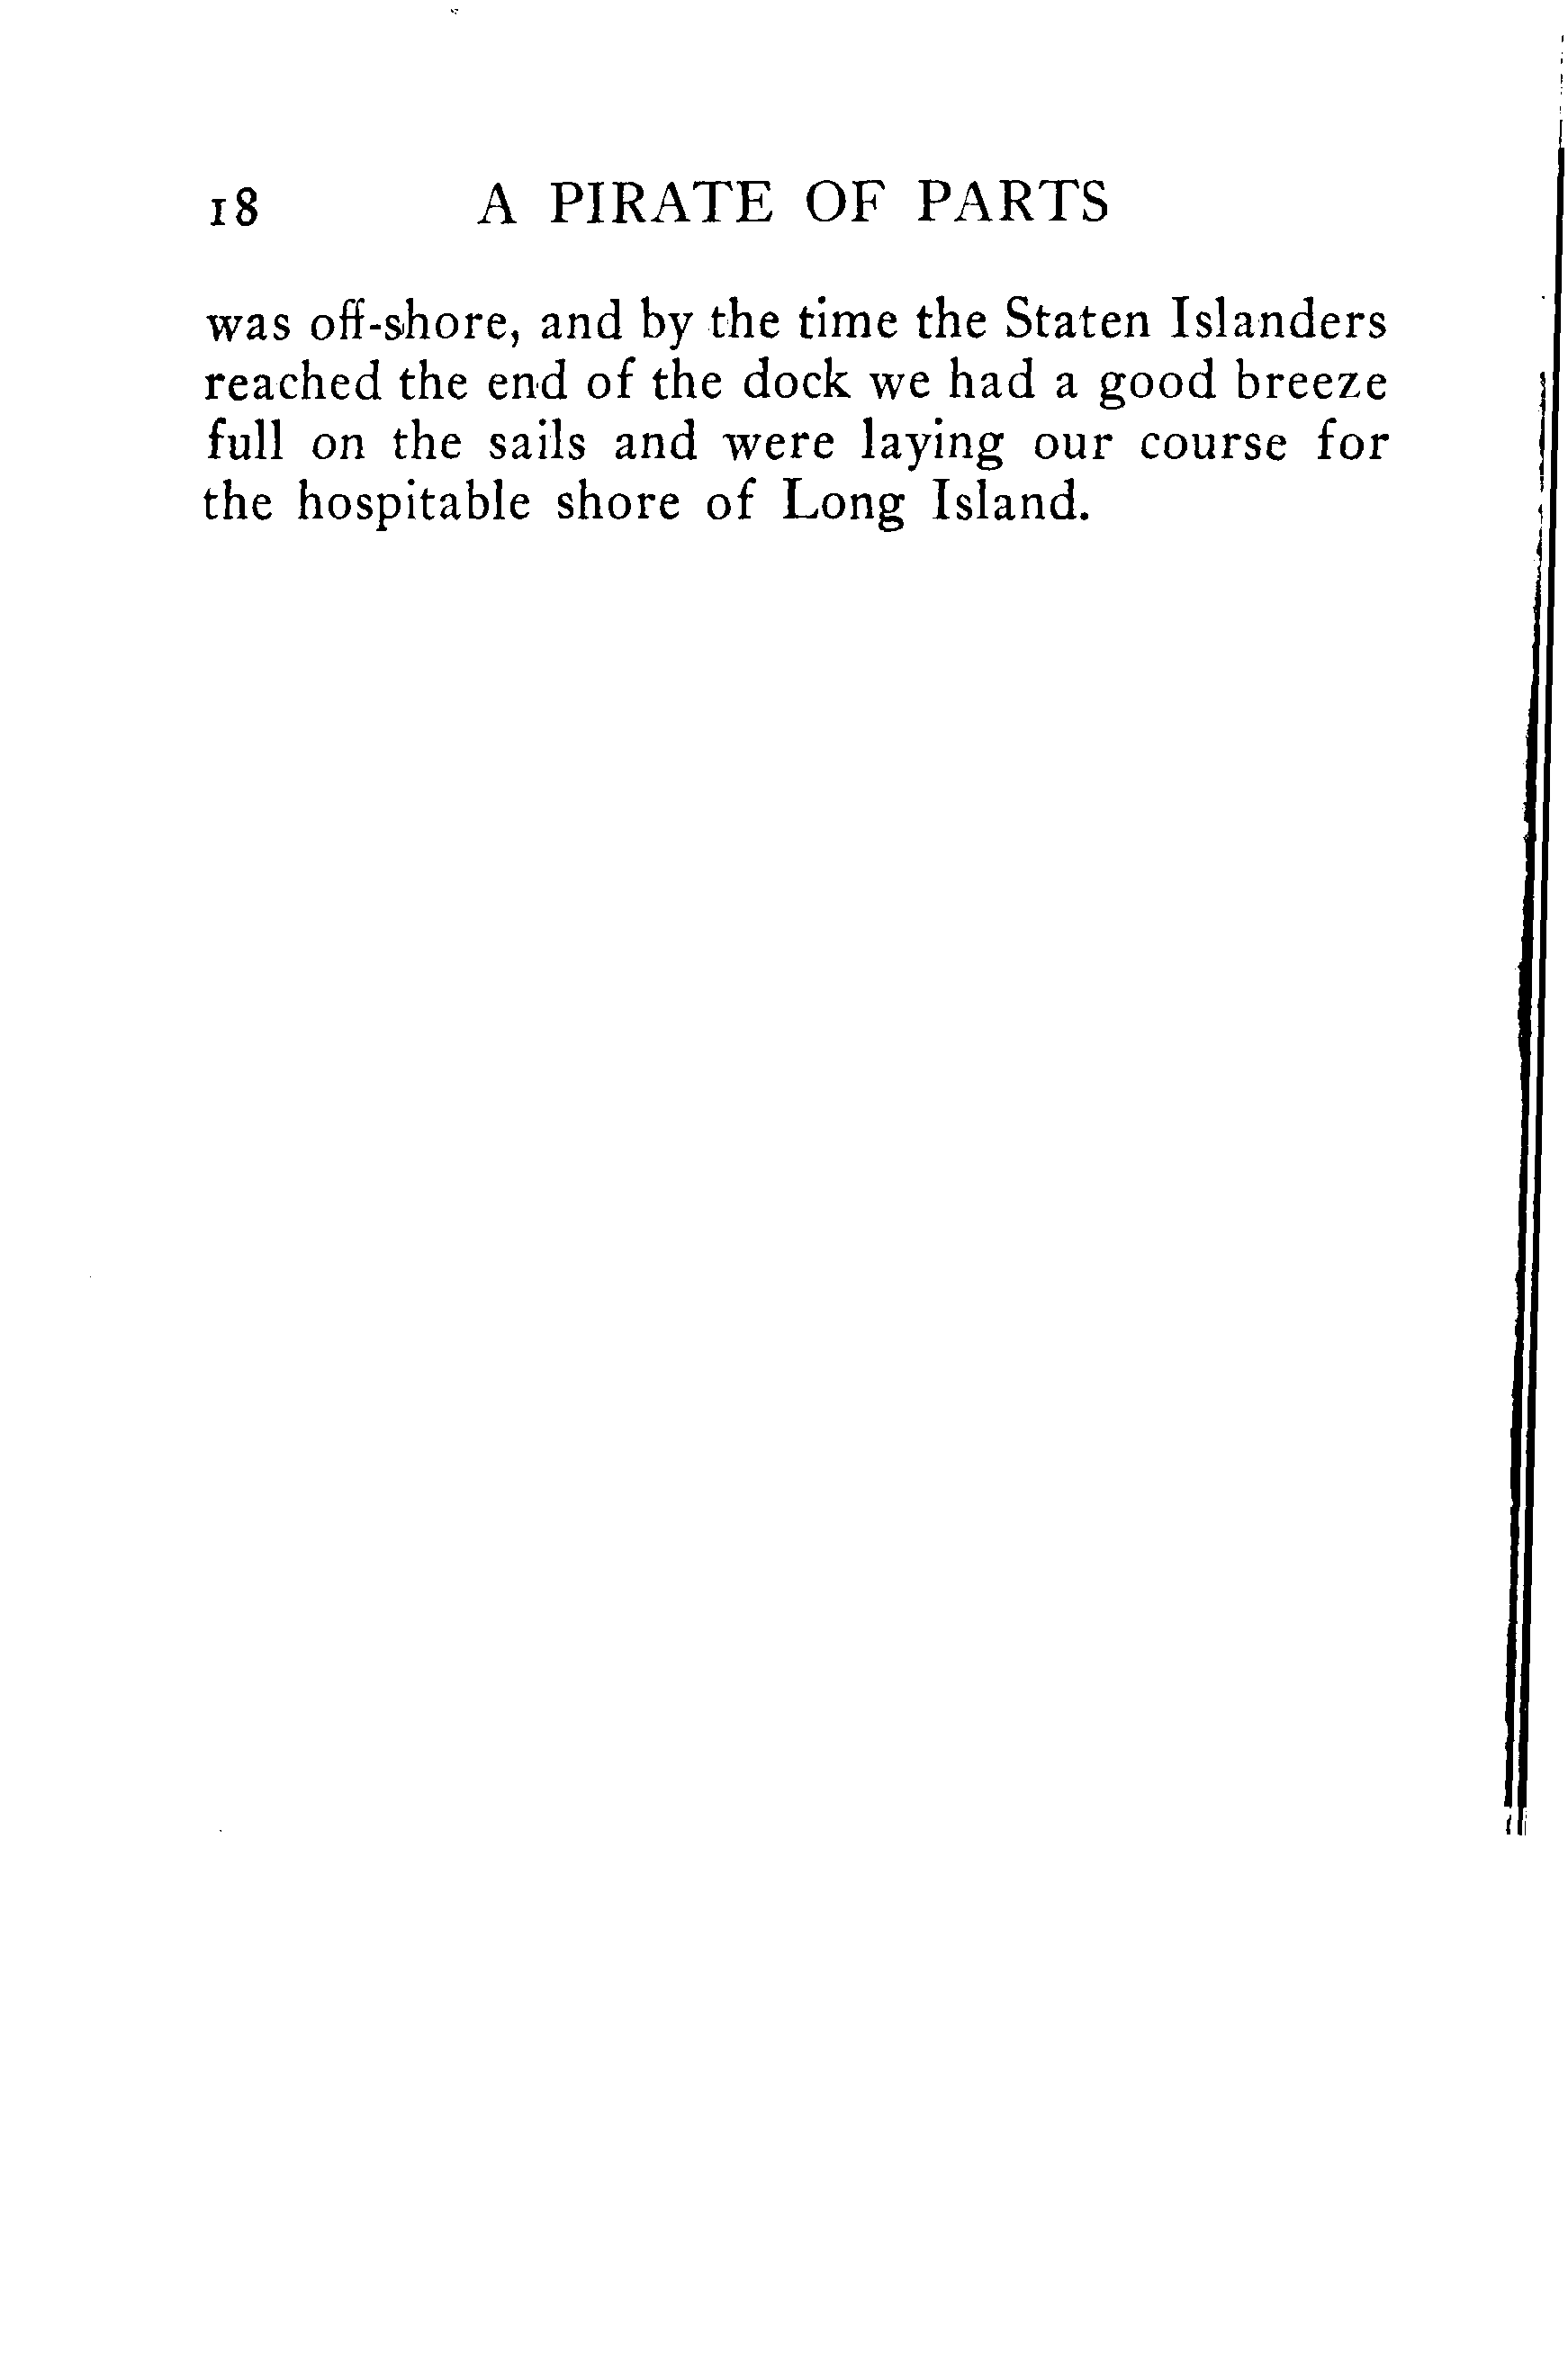 18 A PIRATE OF PARTS
was off-shore, and by the time the Staten Islanders
reached the end of the dock we had a good breeze
full on the sails and were laying our course for
the hospitable shore of Long Island.